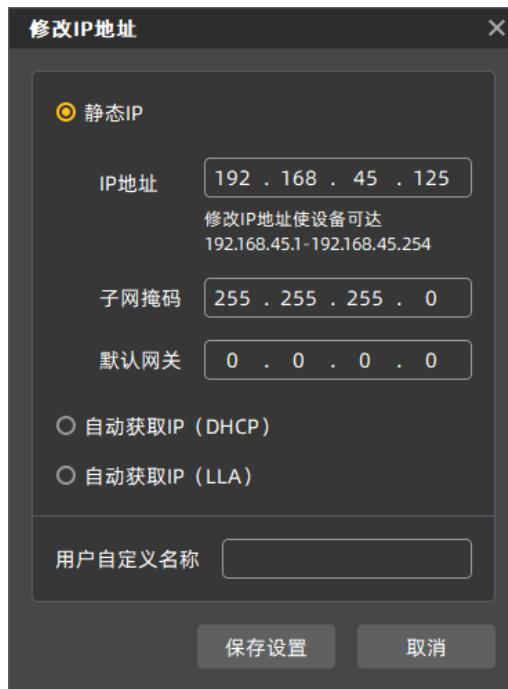 修改IP地址
静态IP
IP地址 192 . 168 . 45 . 125
修改IP地址使设备可达
192.168.45.1-192.168.45.254
子网掩码 255 . 255 . 255 . 0
默认网关 0 . 0 . 0 . 0
自动获取IP（DHCP）
自动获取IP（LLA）
用户自定义名称
保存设置 取消